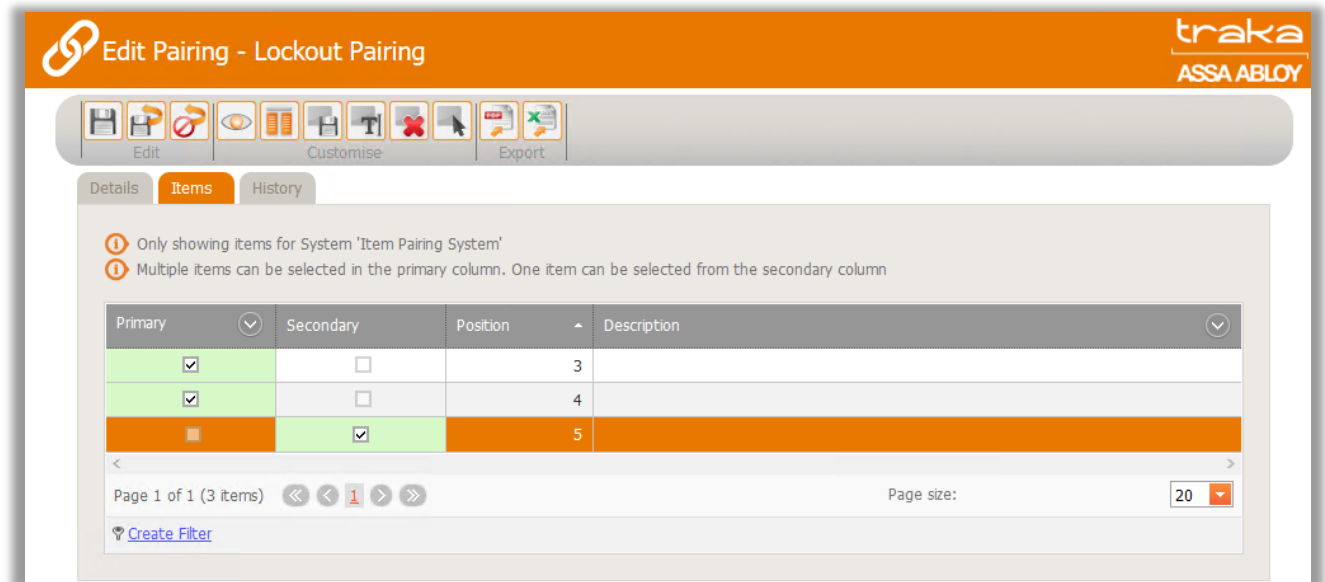 Edit Pairing - Lockout Pairing
traka
ASSA ABLOY
Edit
Customise
Export
Details Items History
Only showing items for System 'Item Pairing System'
Multiple items can be selected in the primary column. One item can be selected from the secondary column
Primary Secondary Position Description
3
4
5
Page 1 of 1 (3 items) 1 Page size: 20
Create Filter